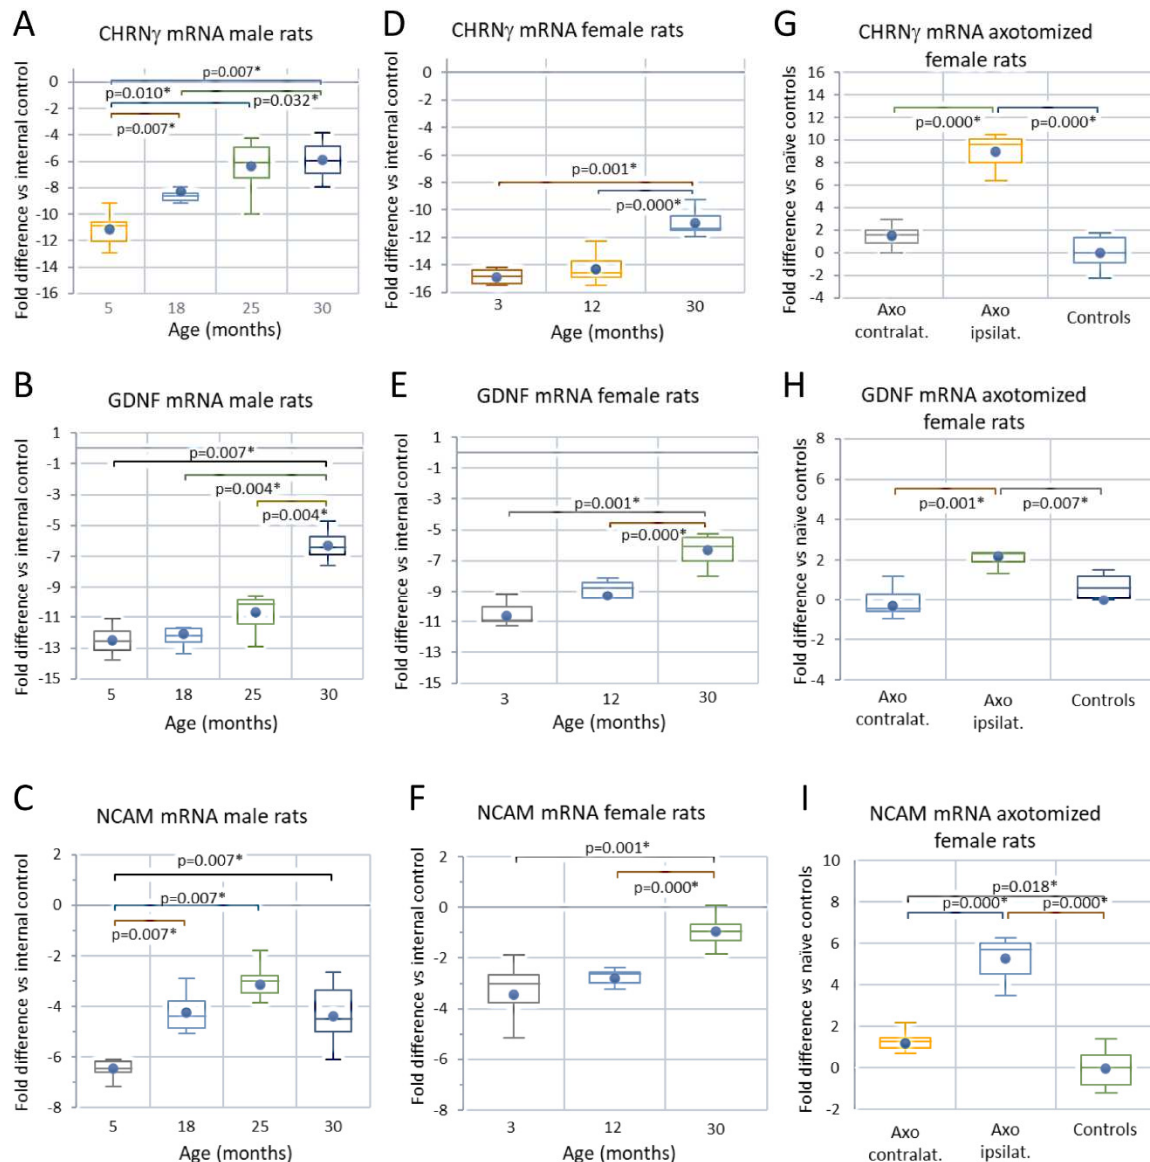 A
CHRNγ mRNA male rats
Fold difference vs internal control
0
-2
-4
-6
-8
-10
-12
-14
-16
p=0.007*
p=0.010*
p=0.032*
p=0.007*
5 18 25 30
Age (months)
D
CHRNγ mRNA female rats
Fold difference vs internal control
0
-2
-4
-6
-8
-10
-12
-14
-16
p=0.001*
p=0.000*
3 12 30
Age (months)
G
CHRNγ mRNA axotomized
female rats
Fold difference vs naïve controls
16
14
12
10
8
6
4
2
0
-2
-4
p=0.000*
p=0.000*
Axo
contralat.
Axo
ipsilat.
Controls
B
GDNF mRNA male rats
Fold difference vs internal control
1
-1
-3
-5
-7
-9
-11
-13
-15
p=0.007*
p=0.004*
p=0.004*
5 18 25 30
Age (months)
E
GDNF mRNA female rats
Fold difference vs internal control
1
-1
-3
-5
-7
-9
-11
-13
-15
p=0.001*
p=0.000*
3 12 30
Age (months)
H
GDNF mRNA axotomized
female rats
Fold difference vs naïve controls
8
6
4
2
0
-2
-4
p=0.001*
p=0.007*
Axo
contralat.
Axo
ipsilat.
Controls
C
NCAM mRNA male rats
Fold difference vs internal control
2
0
-2
-4
-6
-8
p=0.007*
p=0.007*
p=0.007*
5 18 25 30
Age (months)
F
NCAM mRNA female rats
Fold difference vs internal control
2
0
-2
-4
-6
-8
p=0.001*
p=0.000*
3 12 30
Age (months)
I
NCAM mRNA axotomized
female rats
Fold difference vs naïve controls
10
8
6
4
2
0
-2
p=0.018*
p=0.000*
p=0.000*
Axo
contralat.
Axo
ipsilat.
Controls